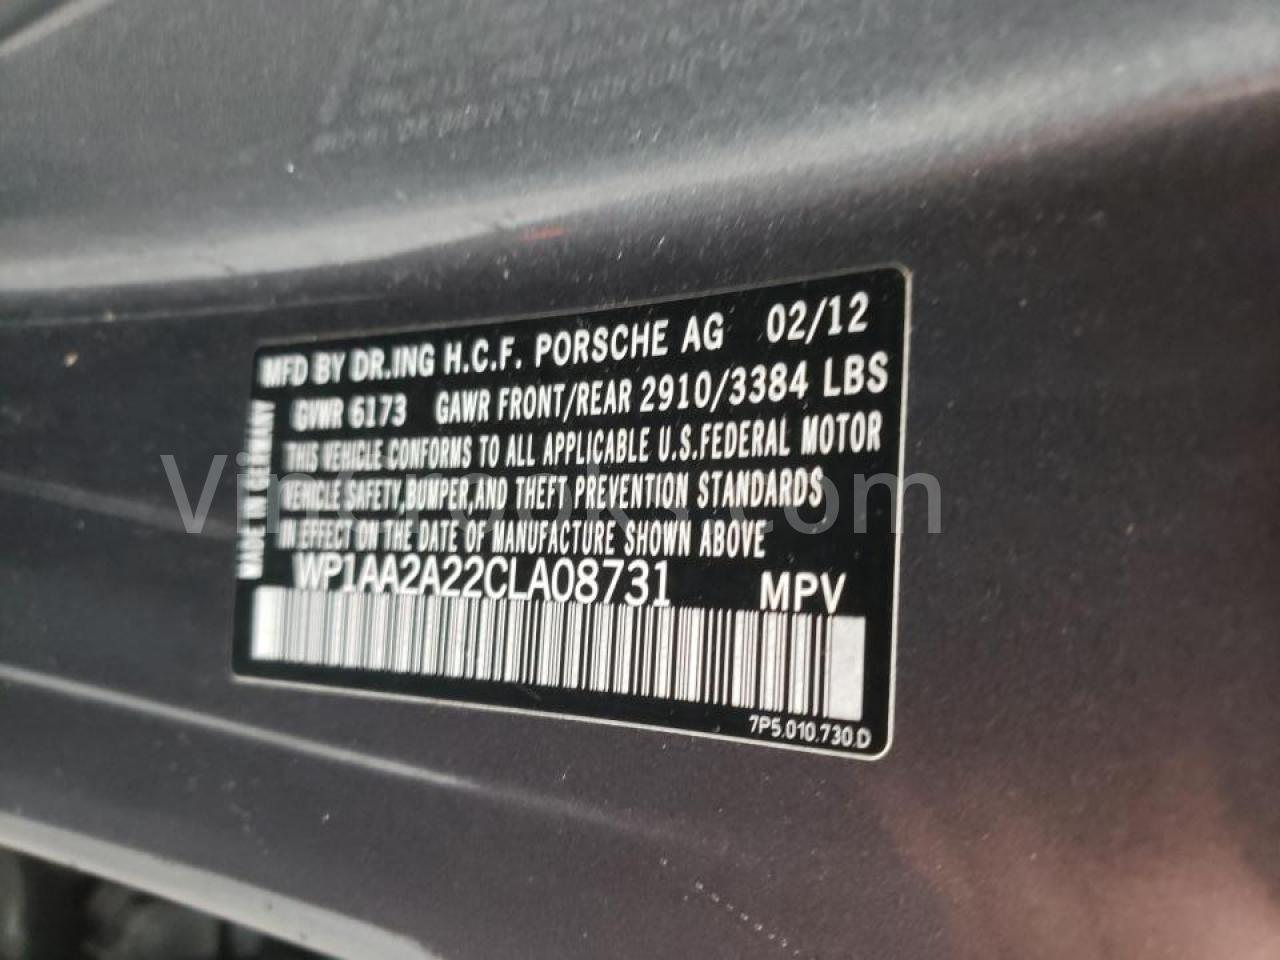 MFD BY DR.ING H.C.F. PORSCHE AG 02/12
GVWR 6173 GAWR FRONT/REAR 2910/3384 LBS
THIS VEHICLE CONFORMS TO ALL APPLICABLE U.S.FEDERAL MOTOR
VEHICLE SAFETY,BUMPER,AND THEFT PREVENTION STANDARDS
IN EFFECT ON THE DATE OF MANUFACTURE SHOWN ABOVE
MADE IN GERMANY
WP1AA2A22CLA08731 MPV
7P5.010.730.D